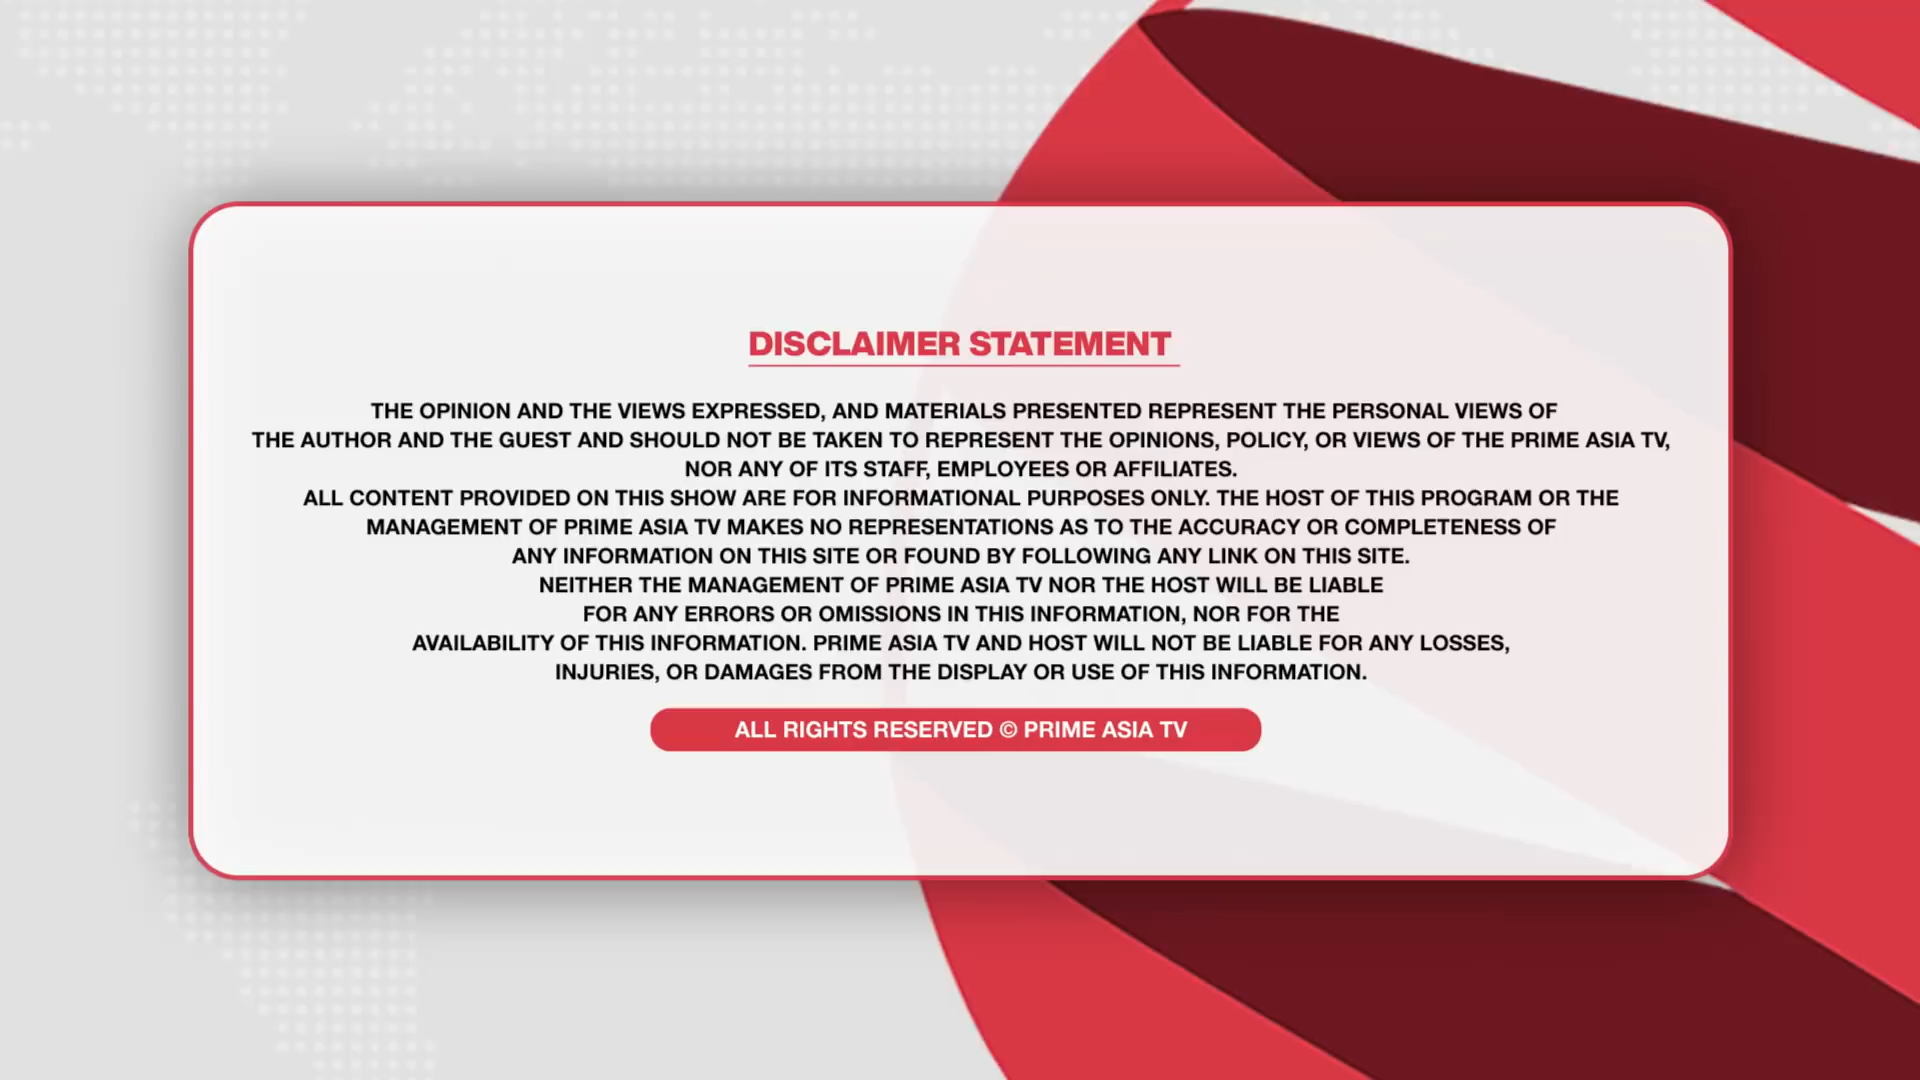 DISCLAIMER STATEMENT
THE OPINION AND THE VIEWS EXPRESSED, AND MATERIALS PRESENTED REPRESENT THE PERSONAL VIEWS OF
THE AUTHOR AND THE GUEST AND SHOULD NOT BE TAKEN TO REPRESENT THE OPINIONS, POLICY, OR VIEWS OF THE PRIME ASIA TV,
NOR ANY OF ITS STAFF, EMPLOYEES OR AFFILIATES.
ALL CONTENT PROVIDED ON THIS SHOW ARE FOR INFORMATIONAL PURPOSES ONLY. THE HOST OF THIS PROGRAM OR THE
MANAGEMENT OF PRIME ASIA TV MAKES NO REPRESENTATIONS AS TO THE ACCURACY OR COMPLETENESS OF
ANY INFORMATION ON THIS SITE OR FOUND BY FOLLOWING ANY LINK ON THIS SITE.
NEITHER THE MANAGEMENT OF PRIME ASIA TV NOR THE HOST WILL BE LIABLE
FOR ANY ERRORS OR OMISSIONS IN THIS INFORMATION, NOR FOR THE
AVAILABILITY OF THIS INFORMATION. PRIME ASIA TV AND HOST WILL NOT BE LIABLE FOR ANY LOSSES,
INJURIES, OR DAMAGES FROM THE DISPLAY OR USE OF THIS INFORMATION.
ALL RIGHTS RESERVED © PRIME ASIA TV